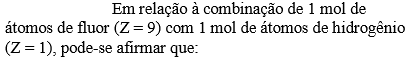 Em relação à combinação de 1 mol de
átomos de fluor (Z = 9) com 1 mol de átomos de hidrogênio
(Z = 1), pode-se afirmar que: